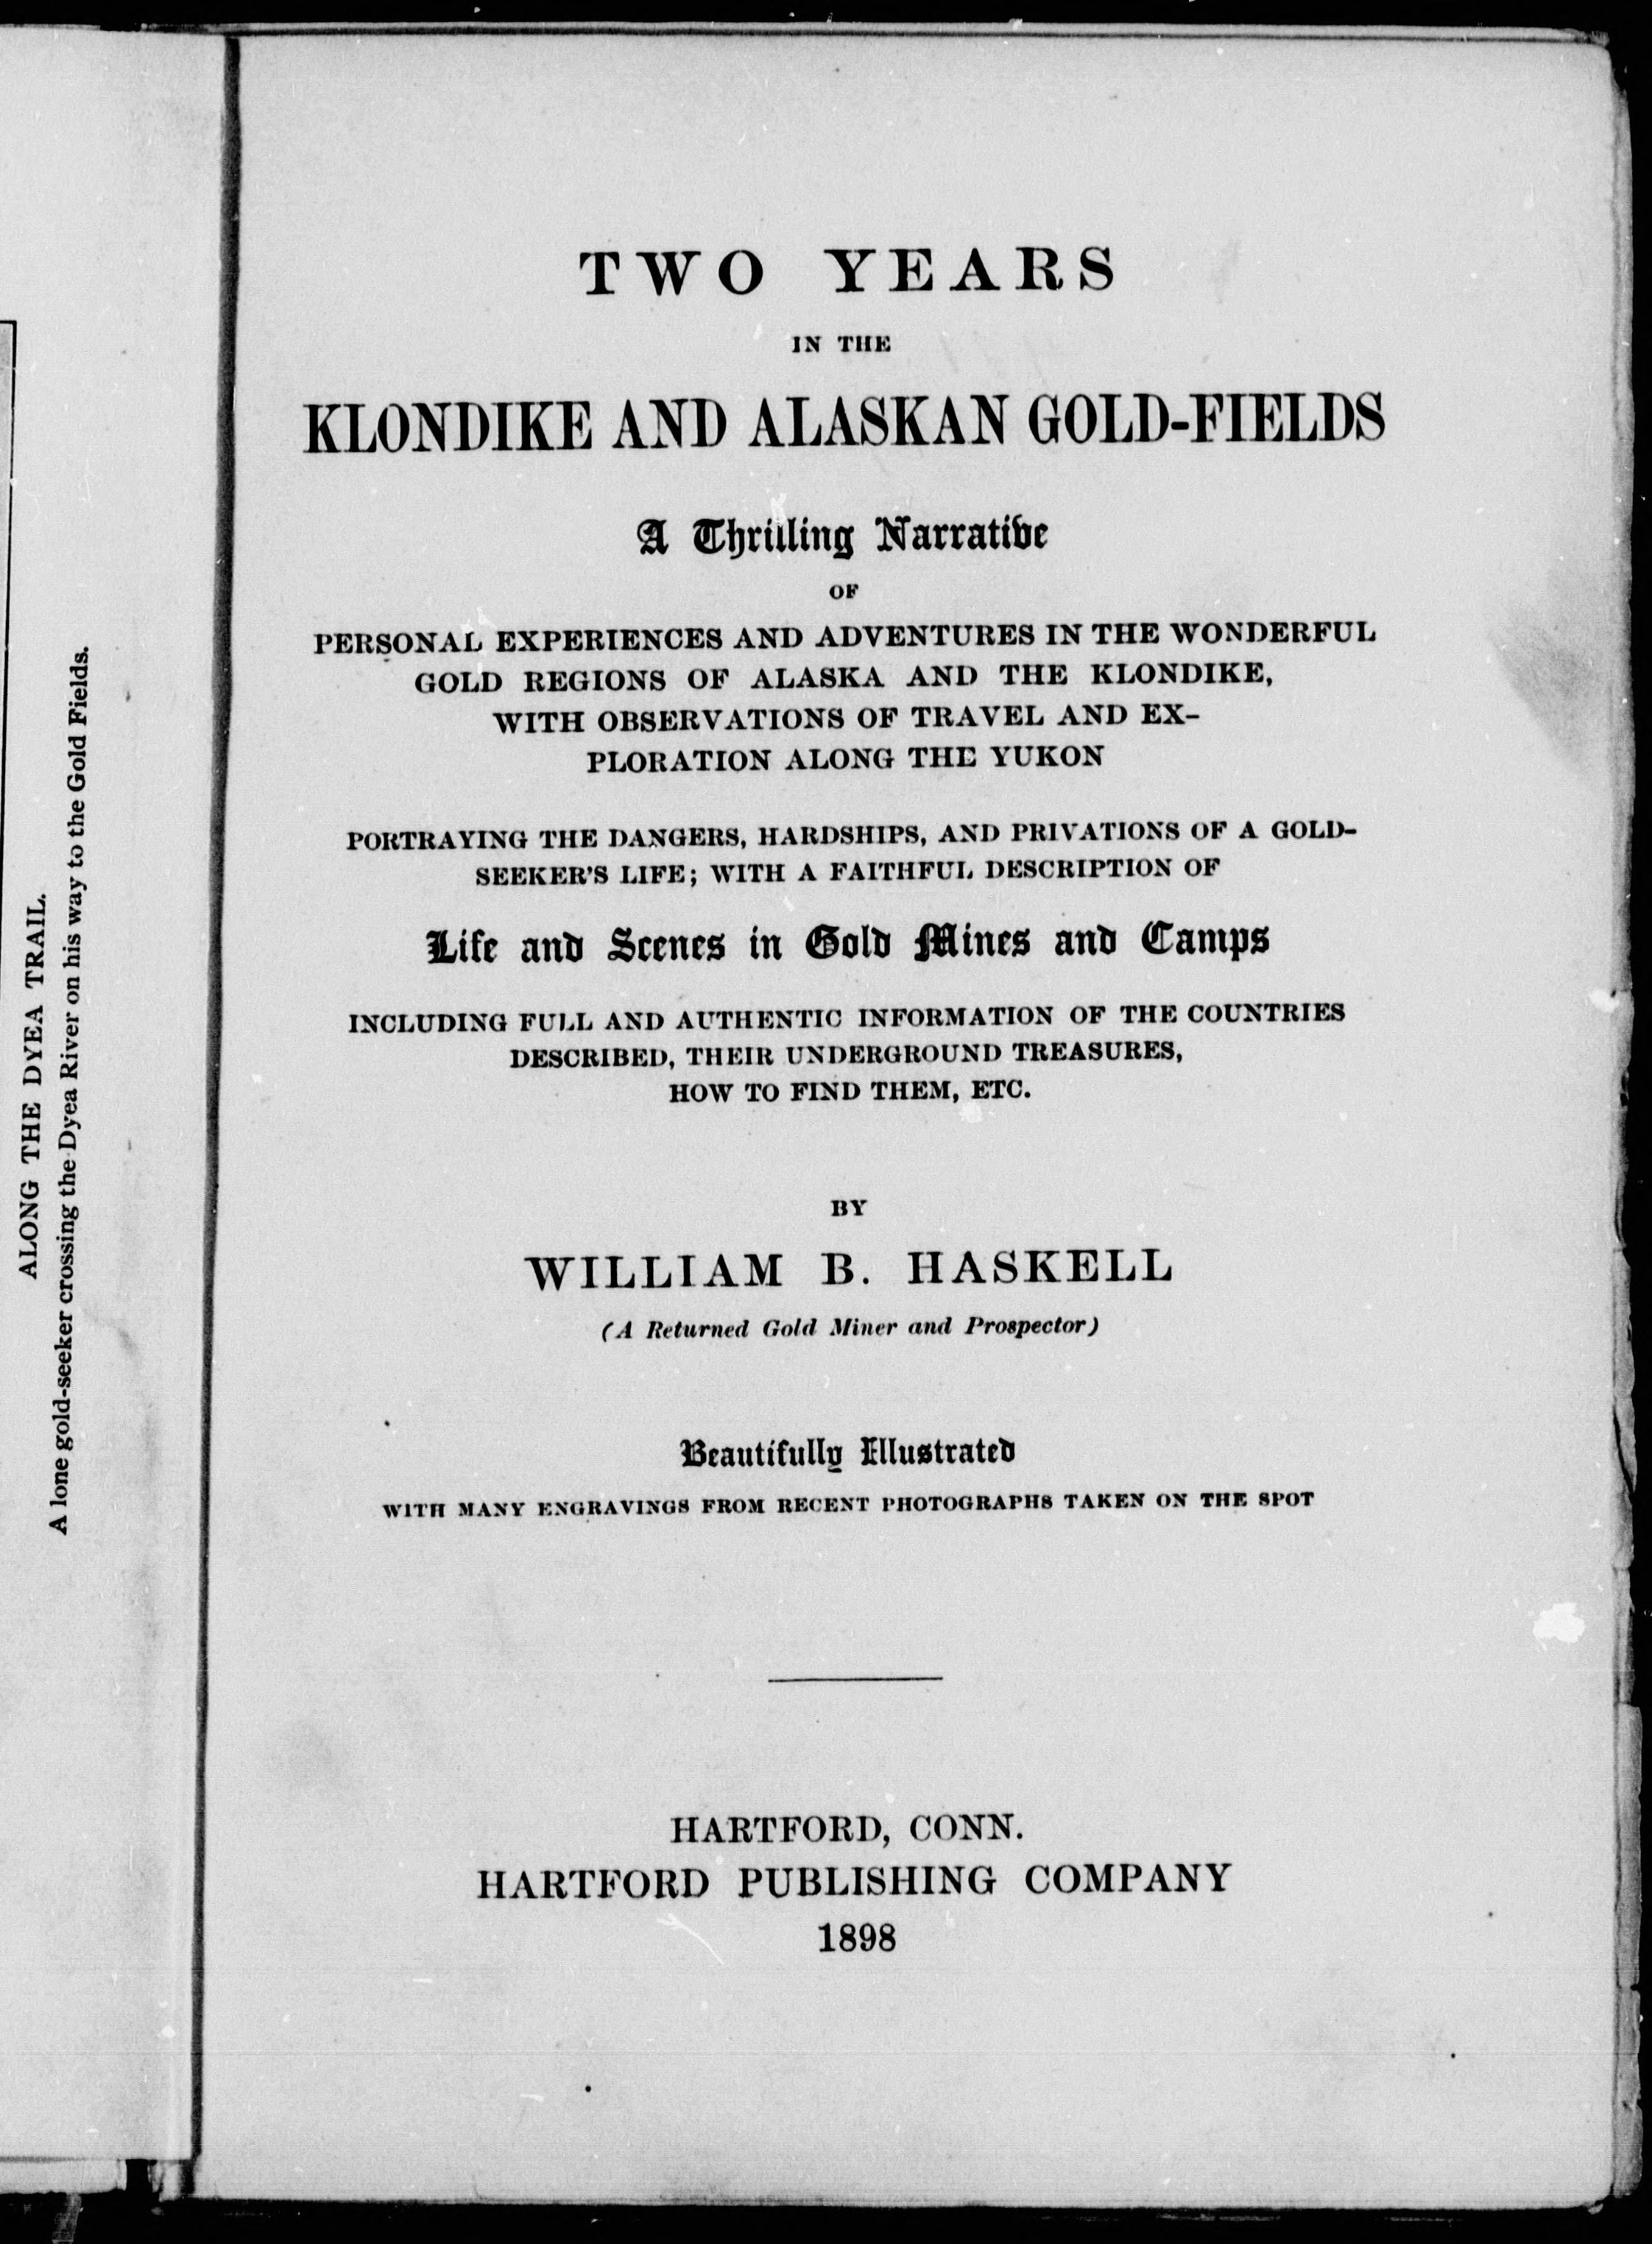 ALONG THE DYEA TRAIL.
A lone gold-seeker crossing the Dyea River on his way to the Gold Fields.
TWO YEARS
IN THE
KLONDIKE AND ALASKAN GOLD-FIELDS
A Thrilling Narrative
OF
PERSONAL EXPERIENCES AND ADVENTURES IN THE WONDERFUL
GOLD REGIONS OF ALASKA AND THE KLONDIKE,
WITH OBSERVATIONS OF TRAVEL AND EX-
PLORATION ALONG THE YUKON
PORTRAYING THE DANGERS, HARDSHIPS, AND PRIVATIONS OF A GOLD-
SEEKER'S LIFE; WITH A FAITHFUL DESCRIPTION OF
Life and Scenes in Gold Mines and Camps
INCLUDING FULL AND AUTHENTIC INFORMATION OF THE COUNTRIES
DESCRIBED, THEIR UNDERGROUND TREASURES,
HOW TO FIND THEM, ETC.
BY
WILLIAM B. HASKELL
(A Returned Gold Miner and Prospector)
Beautifully Illustrated
WITH MANY ENGRAVINGS FROM RECENT PHOTOGRAPHS TAKEN ON THE SPOT
HARTFORD, CONN.
HARTFORD PUBLISHING COMPANY
1898